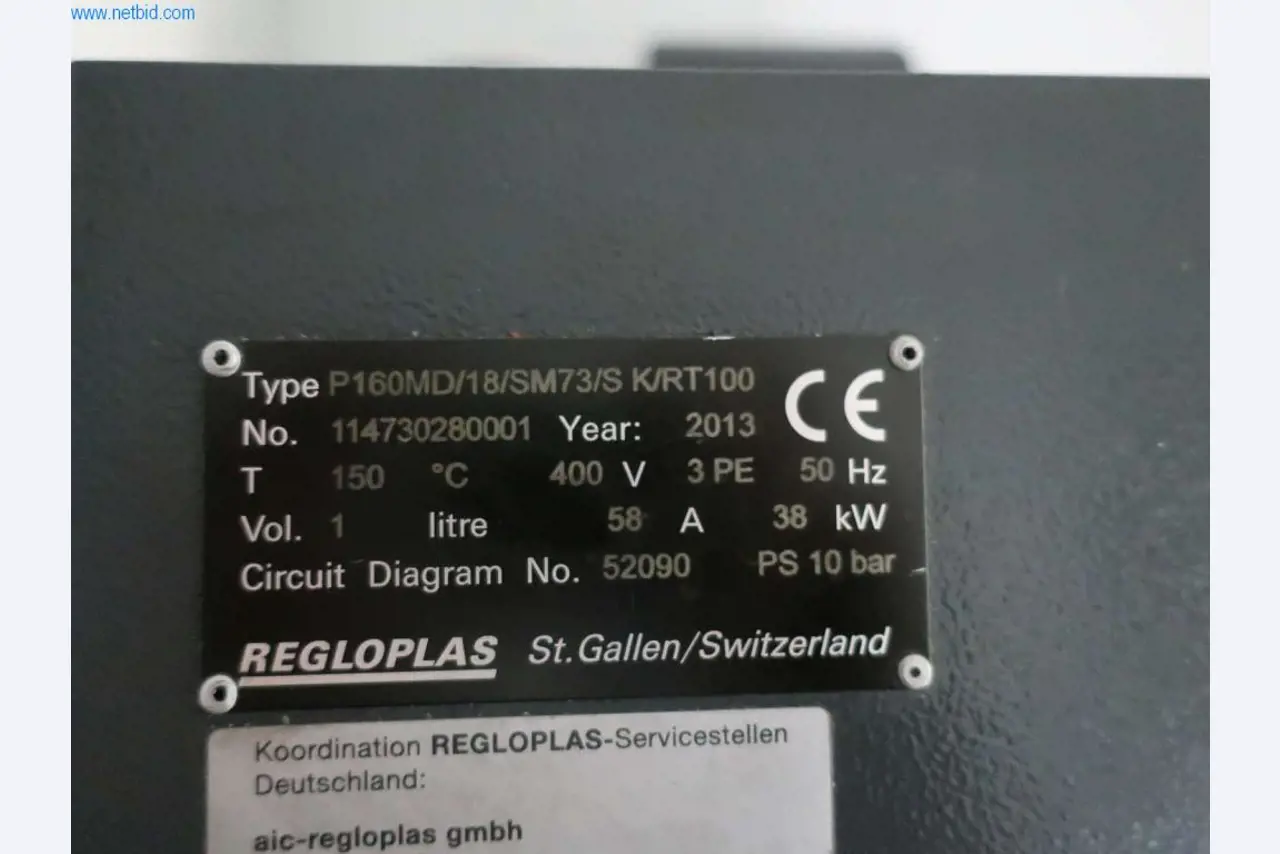 www.netbid.com
Type P160MD/18/SM73/S K/RT100 CE
No. 114730280001 Year: 2013
T 150 °C 400 V 3 PE 50 Hz
Vol. 1 litre 58 A 38 kW
Circuit Diagram No. 52090 PS 10 bar
REGLOPLAS St.Gallen/Switzerland
Koordination REGLOPLAS-Servicestellen
Deutschland:
aic-regloplas gmbh